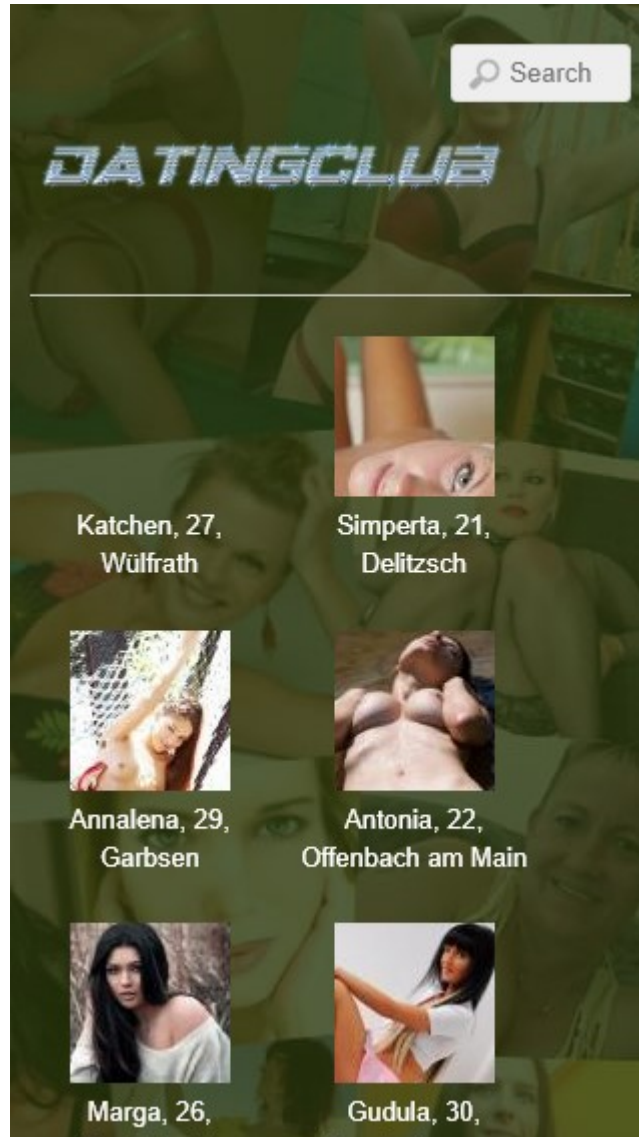 Search
DATINGCLUB
Katchen, 27,
Wülfrath
Simperta, 21,
Delitzsch
Annalena, 29,
Garbsen
Antonia, 22,
Offenbach am Main
Marga, 26,
Gudula, 30,